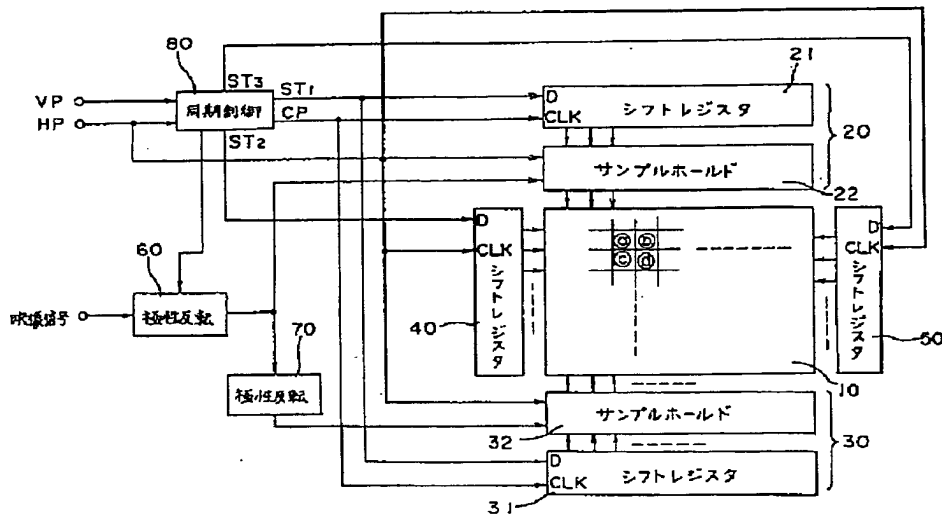 80
21
ST3
ST1
VP
HP
同期制御
CP
ST2
D
CLK
シフトレジスタ
20
サンプルホールド
22
D
CLK
シフトレジスタ
40
ⓐ ⓑ
ⓒ ⓓ
D
CLK
シフトレジスタ
50
60
映像信号
極性反転
70
極性反転
10
サンプルホールド
32
30
D
CLK
シフトレジスタ
31